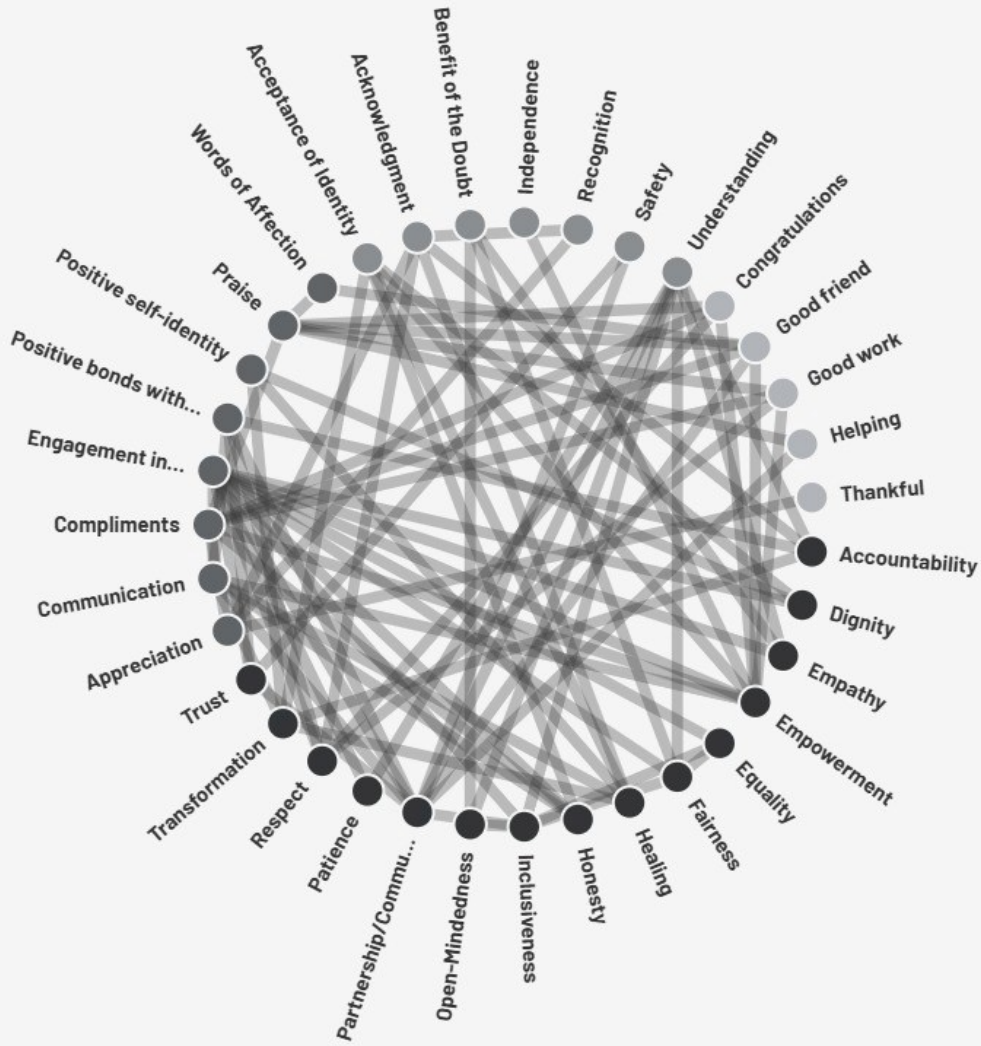 Benefit of the Doubt
Independence
Recognition
Safety
Understanding
Congratulations
Good friend
Good work
Helping
Thankful
Accountability
Dignity
Empathy
Empowerment
Equality
Fairness
Healing
Honesty
Inclusiveness
Open-Mindedness
Partnership/Commu...
Patience
Respect
Transformation
Trust
Appreciation
Communication
Compliments
Engagement in...
Positive bonds with...
Positive self-identity
Praise
Words of Affection
Acceptance of Identity
Acknowledgment